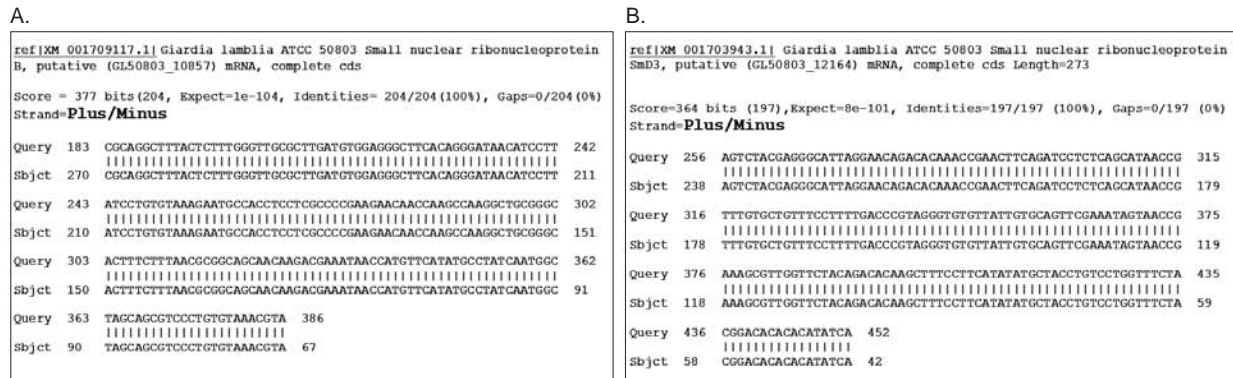 A.
ref|XM 001709117.1| Giardia lamblia ATCC 50803 Small nuclear ribonucleoprotein
B, putative (GL50803_10857) mRNA, complete cds
Score = 377 bits(204, Expect=1e-104, Identities= 204/204(100%), Gaps=0/204(0%)
Strand=Plus/Minus
Query 183 CGCAGGCTTTACTCTTTGGGTTGCGCTTGATGTGGAGGGCTTCACAGGGATAACATCCTT 242
Sbjct 270 CGCAGGCTTTACTCTTTGGGTTGCGCTTGATGTGGAGGGCTTCACAGGGATAACATCCTT 211
Query 243 ATCCTGTGTAAAGAATGCCACCTCCTCGCCCCGAAGAACAACCAAGCCAAGGCTGCGGGC 302
Sbjct 210 ATCCTGTGTAAAGAATGCCACCTCCTCGCCCCGAAGAACAACCAAGCCAAGGCTGCGGGC 151
Query 303 ACTTTCTTTAACGCGGCAGCAACAAGACGAAATAACCATGTTCATATGCCTATCAATGGC 362
Sbjct 150 ACTTTCTTTAACGCGGCAGCAACAAGACGAAATAACCATGTTCATATGCCTATCAATGGC 91
Query 363 TAGCAGCGTCCCTGTGTAAACGTA 386
Sbjct 90 TAGCAGCGTCCCTGTGTAAACGTA 67
B.
ref|XM 001703943.1| Giardia lamblia ATCC 50803 Small nuclear ribonucleoprotein
SmD3, putative (GL50803_12164) mRNA, complete cds Length=273
Score=364 bits (197),Expect=8e-101, Identities=197/197 (100%), Gaps=0/197 (0%)
Strand=Plus/Minus
Query 256 AGTCTACGAGGGCATTAGGAACAGACACAAACCGAACTTCAGATCCTCTCAGCATAACCG 315
Sbjct 238 AGTCTACGAGGGCATTAGGAACAGACACAAACCGAACTTCAGATCCTCTCAGCATAACCG 179
Query 316 TTTGTGCTGTTTCCTTTTGACCCGTAGGGTGTGTTATTGTGCAGTTCGAAATAGTAACCG 375
Sbjct 178 TTTGTGCTGTTTCCTTTTGACCCGTAGGGTGTGTTATTGTGCAGTTCGAAATAGTAACCG 119
Query 376 AAAGCGTTGGTTCTACAGACACAAGCTTTCCTTCATATATGCTACCTGTCCTGGTTTCTA 435
Sbjct 118 AAAGCGTTGGTTCTACAGACACAAGCTTTCCTTCATATATGCTACCTGTCCTGGTTTCTA 59
Query 436 CGGACACACACATATCA 452
Sbjct 58 CGGACACACACATATCA 42